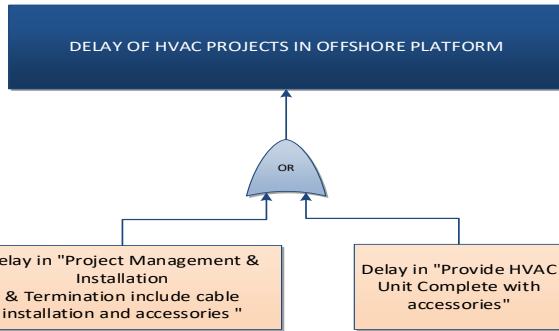 DELAY OF HVAC PROJECTS IN OFFSHORE PLATFORM
OR
elay in "Project Management &
Installation
& Termination include cable
installation and accessories "
Delay in "Provide HVAC
Unit Complete with
accessories"